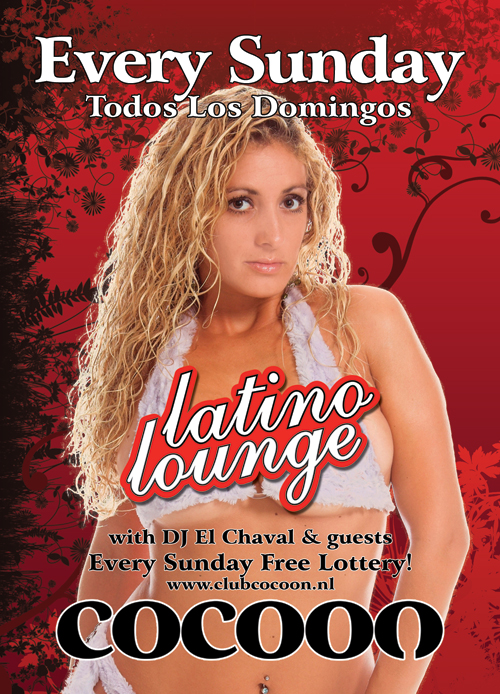 Every Sunday
Todos Los Domingos
latino
lounge
with DJ El Chaval & guests
Every Sunday Free Lottery!
www.clubcocoon.nl
COCOON